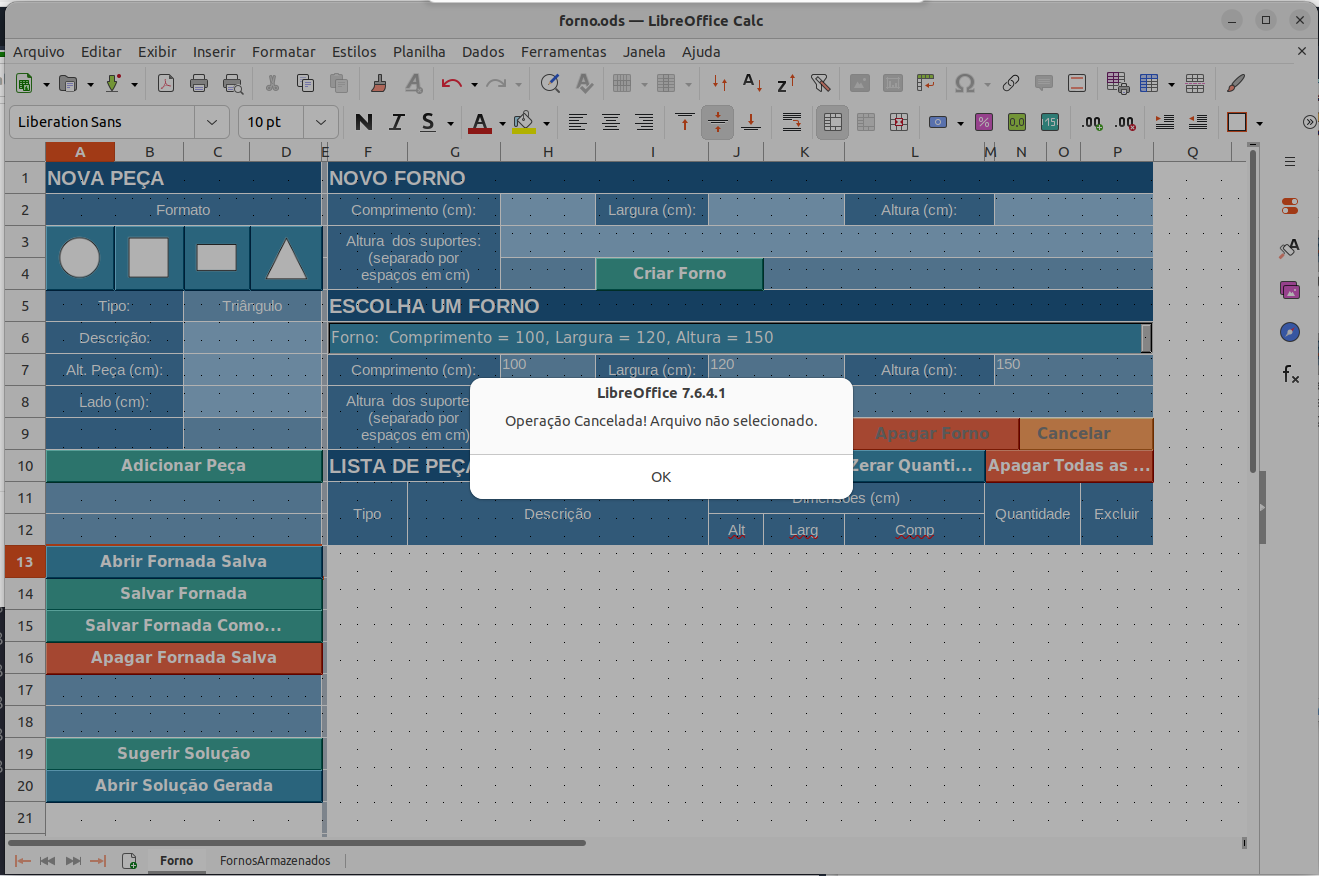 forno.ods — LibreOffice Calc
Arquivo Editar Exibir Inserir Formatar Estilos Planilha Dados Ferramentas Janela Ajuda
Liberation Sans 10 pt N I S
A B C D E F G H I J K L M N O P Q
1 NOVA PEÇA NOVO FORNO
2 Formato Comprimento (cm): Largura (cm): Altura (cm):
3 Altura dos suportes:
(separado por
4 espaços em cm) Criar Forno
5 Tipo: Triângulo ESCOLHA UM FORNO
6 Descrição: Forno: Comprimento = 100, Largura = 120, Altura = 150
7 Alt. Peça (cm): Comprimento (cm): 100 Largura (cm): 120 Altura (cm): 150
LibreOffice 7.6.4.1
Operação Cancelada! Arquivo não selecionado.
OK
8 Lado (cm): Altura dos suporte
(separado por
9 espaços em cm) Apagar Forno Cancelar
10 Adicionar Peça LISTA DE PEÇA Zerar Quanti... Apagar Todas as ...
11 Tipo Descrição Dimensões (cm) Quantidade Excluir
12 Alt Larg Comp
13 Abrir Fornada Salva
14 Salvar Fornada
15 Salvar Fornada Como...
16 Apagar Fornada Salva
17
18
19 Sugerir Solução
20 Abrir Solução Gerada
21
Forno FornosArmazenados